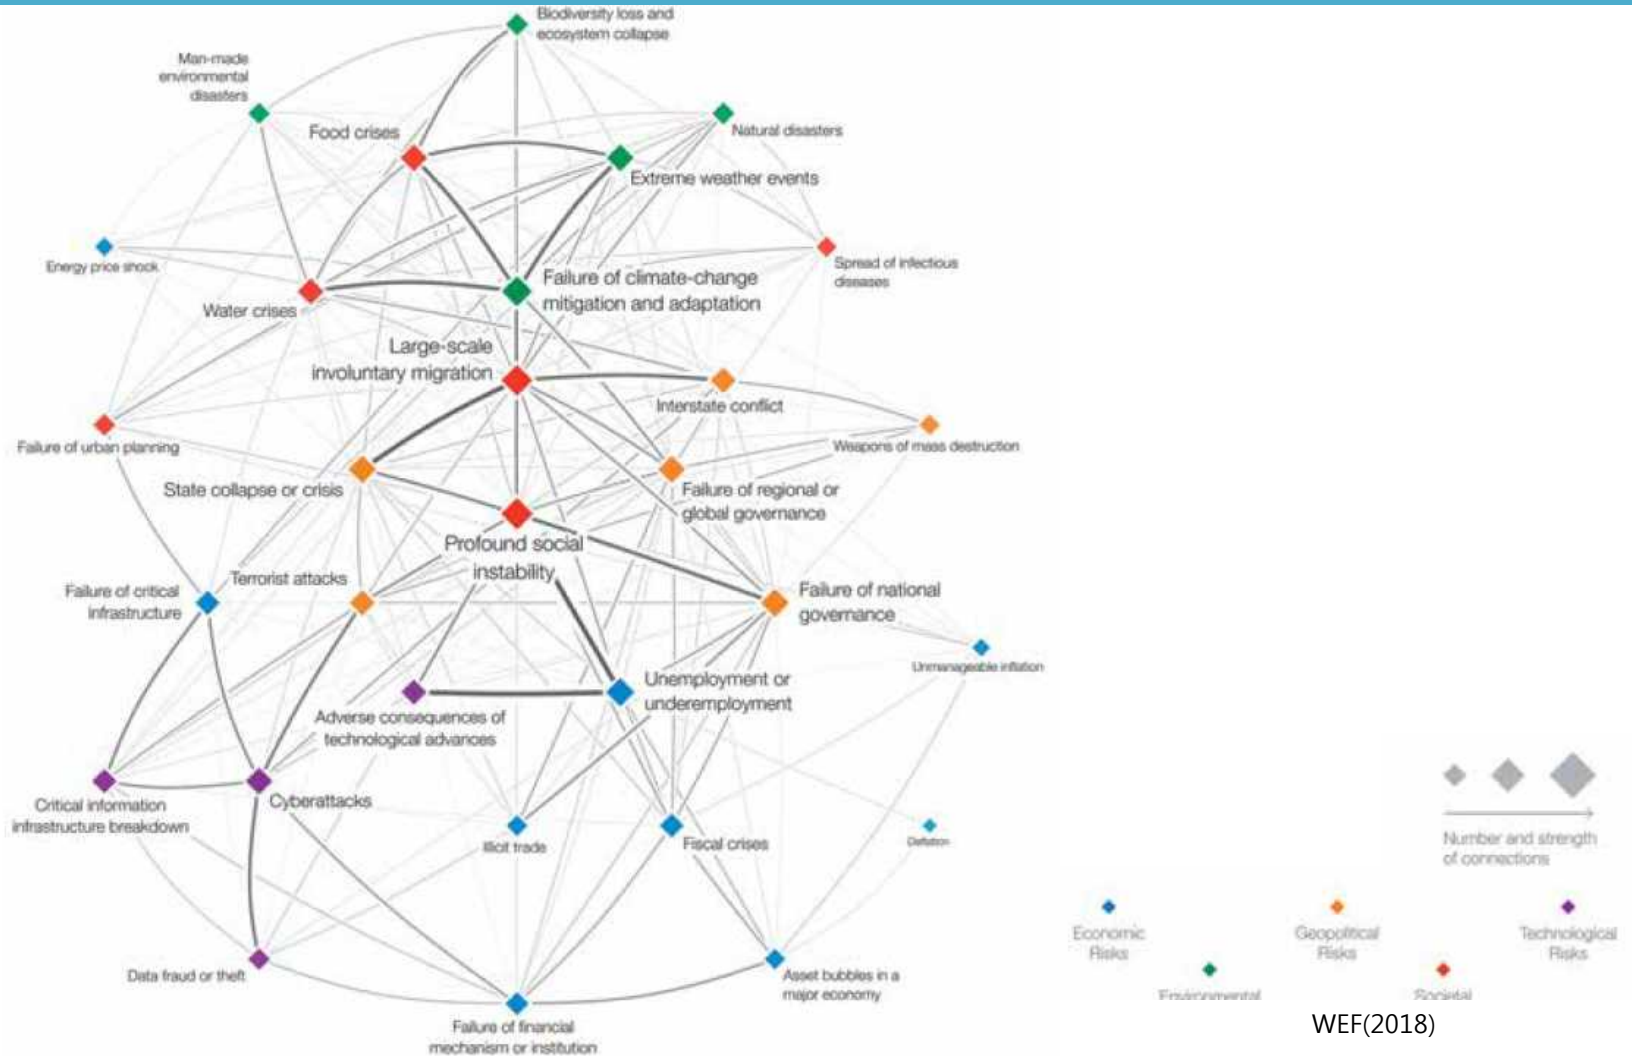 Biodiversity loss and
ecosystem collapse
Man-made
environmental
disasters
Food crises
Natural disasters
Extreme weather events
Energy price shock
Spread of infectious
diseases
Failure of climate-change
mitigation and adaptation
Water crises
Large-scale
involuntary migration
Interstate conflict
Failure of urban planning
Weapons of mass destruction
State collapse or crisis
Failure of regional or
global governance
Profound social
instability
Terrorist attacks
Failure of critical
infrastructure
Failure of national
governance
Unmanageable inflation
Unemployment or
underemployment
Adverse consequences of
technological advances
Critical information
infrastructure breakdown
Cyberattacks
Illicit trade
Fiscal crises
Deflation
Data fraud or theft
Asset bubbles in a
major economy
Failure of financial
mechanism or institution
Number and strength
of connections
Economic
Risks
Geopolitical
Risks
Technological
Risks
Environmental
Societal
WEF(2018)